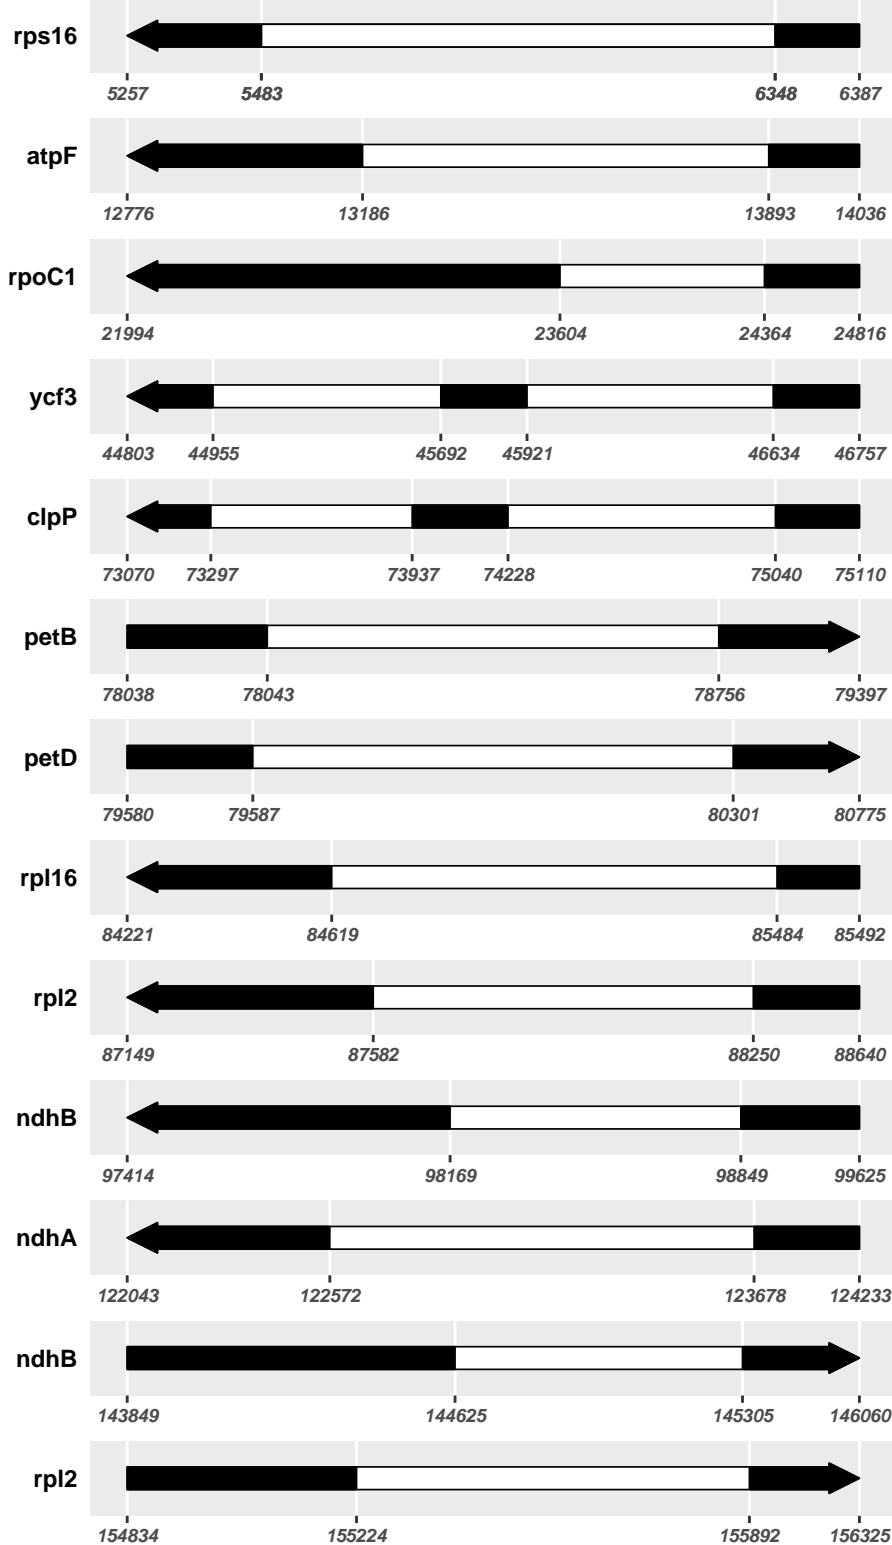 rps16
5257 5483 6348 6387
atpF
12776 13186 13893 14036
rpoC1
21994 23604 24364 24816
ycf3
44803 44955 45692 45921 46634 46757
clpP
73070 73297 73937 74228 75040 75110
petB
78038 78043 78756 79397
petD
79580 79587 80301 80775
rpl16
84221 84619 85484 85492
rpl2
87149 87582 88250 88640
ndhB
97414 98169 98849 99625
ndhA
122043 122572 123678 124233
ndhB
143849 144625 145305 146060
rpl2
154834 155224 155892 156325